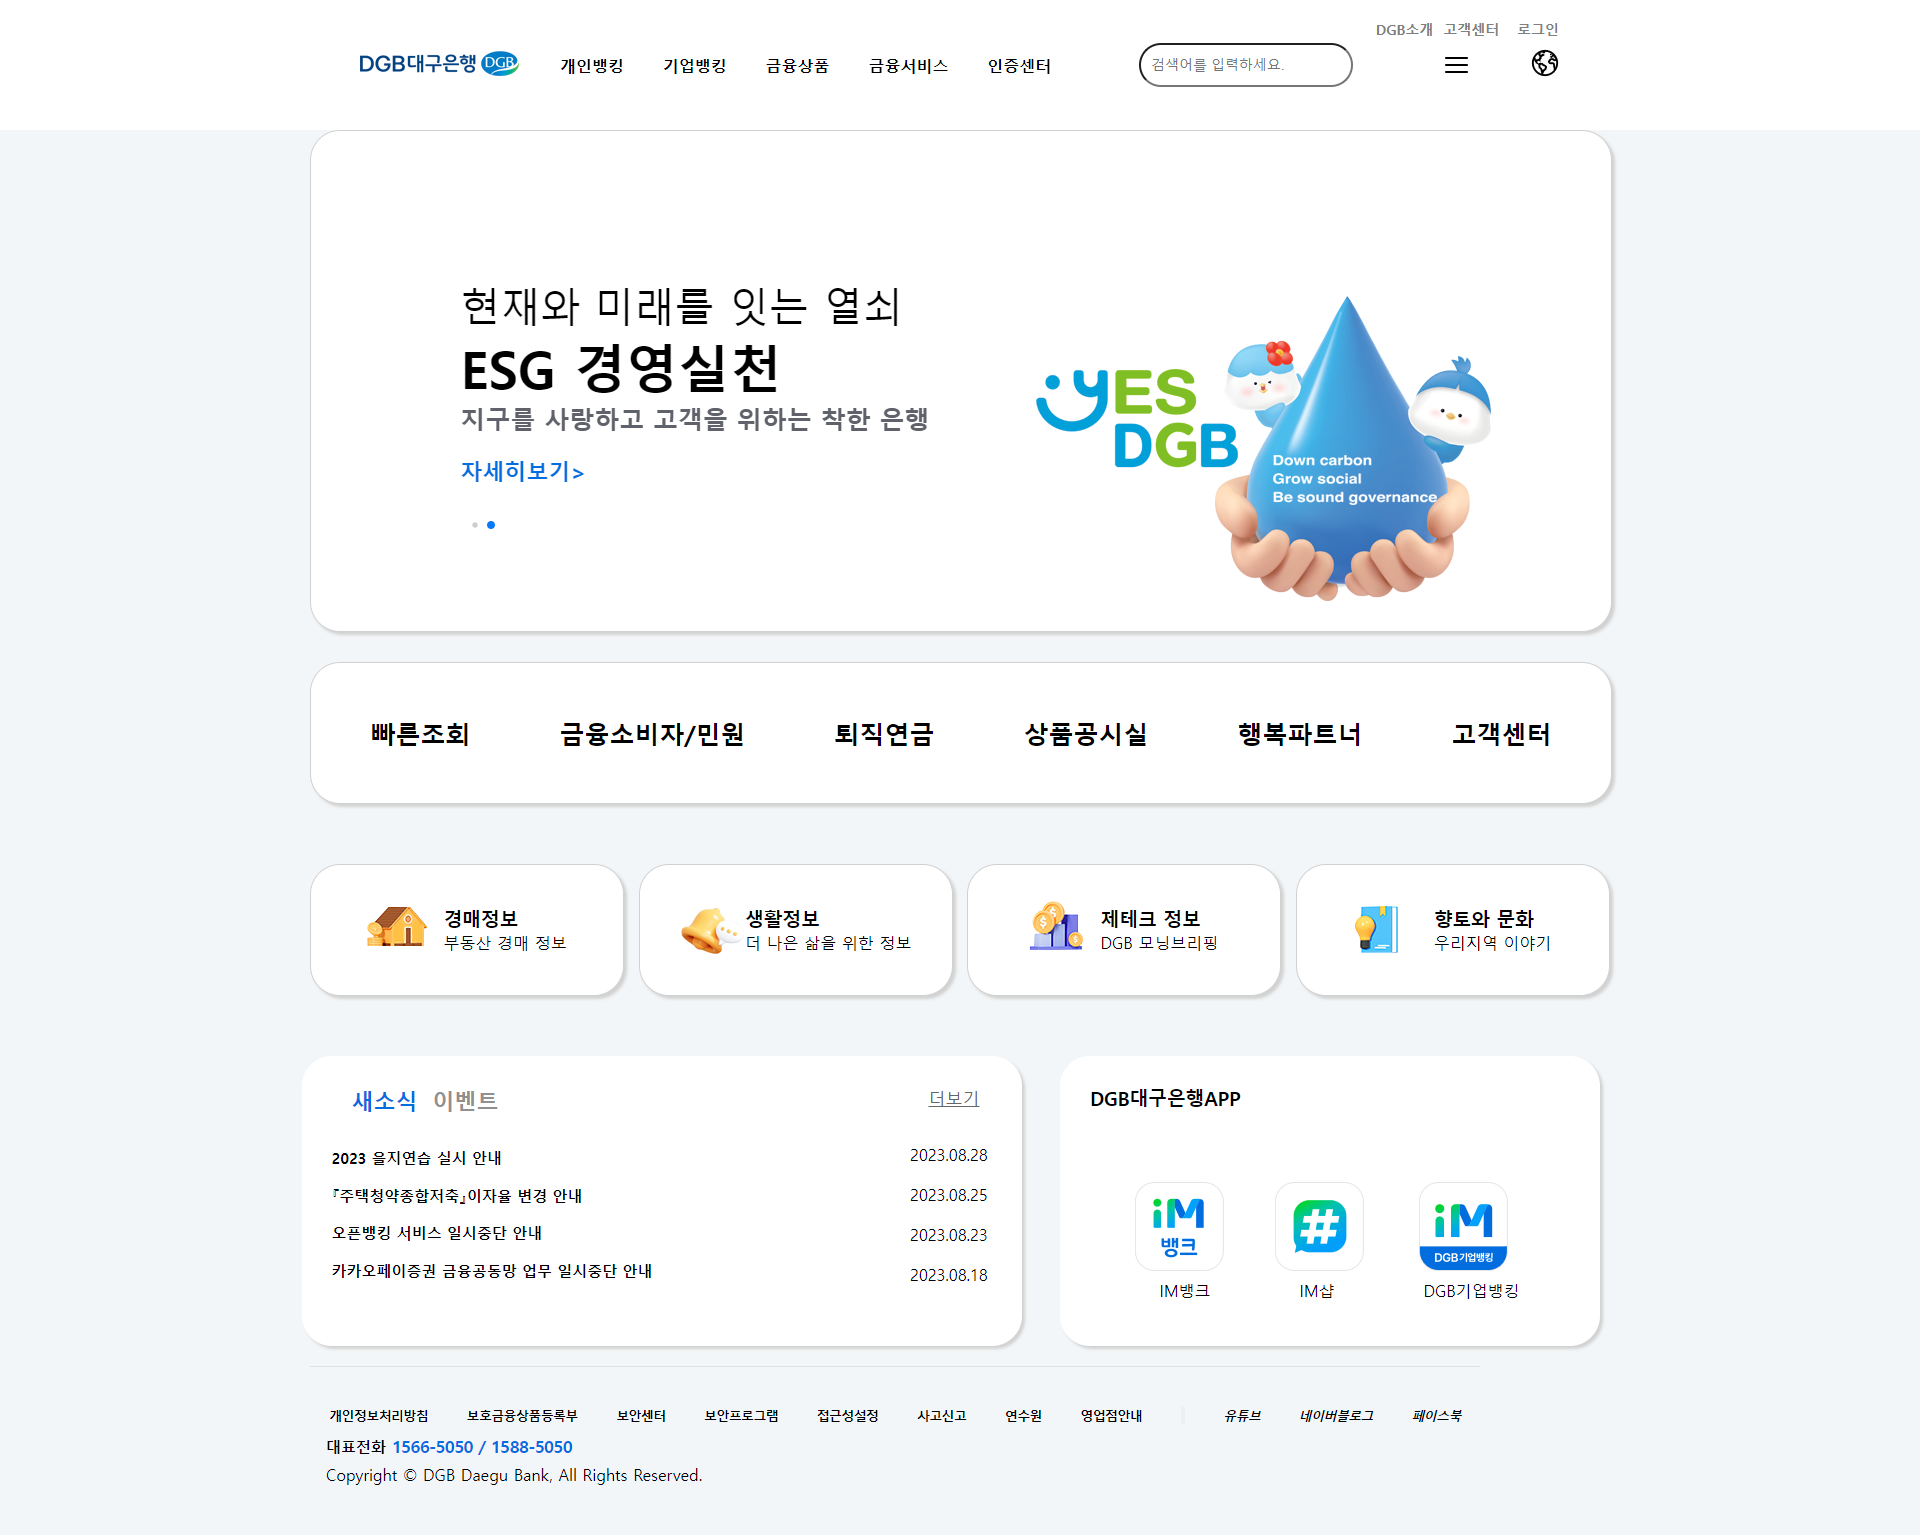 DGB소개 고객센터 로그인
DGB대구은행 DGB 개인뱅킹 기업뱅킹 금융상품 금융서비스 인증센터 검색어를 입력하세요.
현재와 미래를 잇는 열쇠
ESG 경영실천
지구를 사랑하고 고객을 위하는 착한 은행
자세히보기>
yES
DGB
Down carbon
Grow social
Be sound governance
빠른조회 금융소비자/민원 퇴직연금 상품공시실 행복파트너 고객센터
경매정보
부동산 경매 정보
생활정보
더 나은 삶을 위한 정보
제테크 정보
DGB 모닝브리핑
향토와 문화
우리지역 이야기
새소식 이벤트 더보기
2023 을지연습 실시 안내 2023.08.28
『주택청약종합저축』이자율 변경 안내 2023.08.25
오픈뱅킹 서비스 일시중단 안내 2023.08.23
카카오페이증권 금융공동망 업무 일시중단 안내 2023.08.18
DGB대구은행APP
iM
뱅크
IM뱅크
#
IM샵
iM
DGB기업뱅킹
DGB기업뱅킹
개인정보처리방침 보호금융상품등록부 보안센터 보안프로그램 접근성설정 사고신고 연수원 영업점안내 유튜브 네이버블로그 페이스북
대표전화 1566-5050 / 1588-5050
Copyright © DGB Daegu Bank, All Rights Reserved.